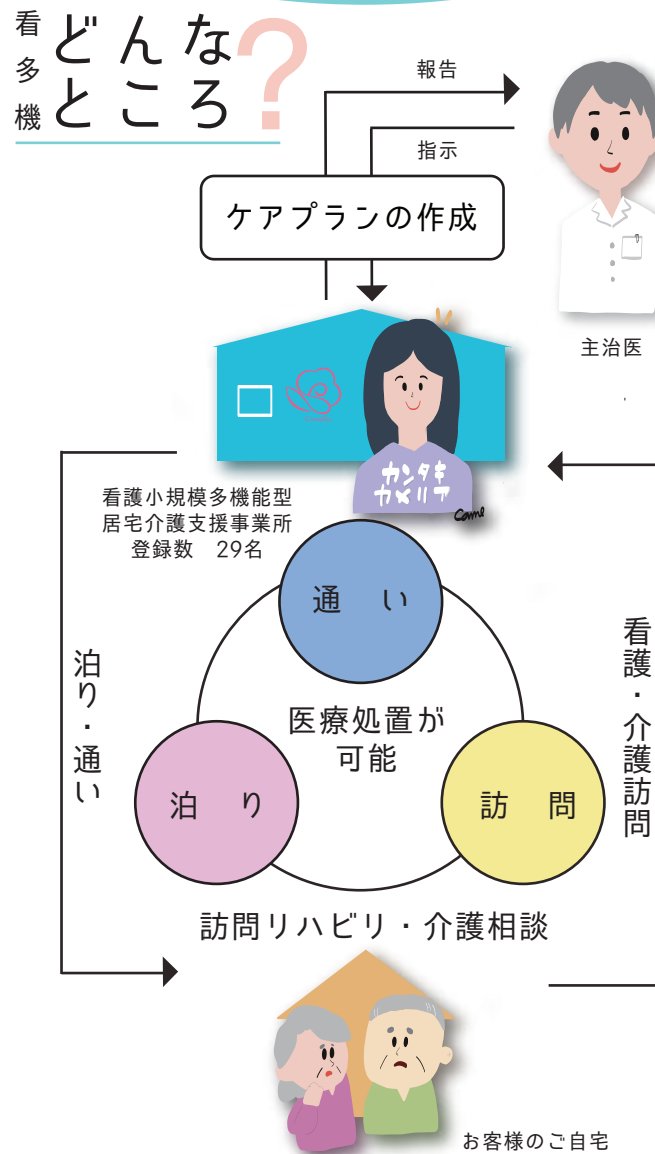 看多機
どんな
ところ?
報告
指示
ケアプランの作成
主治医
カンタキ
カメリア
Came
看護小規模多機能型
居宅介護支援事業所
登録数 29名
通い
泊り・通い
医療処置が
可能
看護・介護訪問
泊り
訪問
訪問リハビリ・介護相談
お客様のご自宅